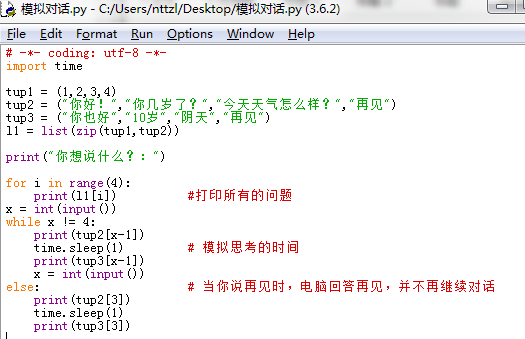 模拟对话.py - C:/Users/nttzl/Desktop/模拟对话.py (3.6.2)
File Edit Format Run Options Window Help
# -*- coding: utf-8 -*-
import time
tup1 = (1,2,3,4)
tup2 = ("你好！","你几岁了？","今天天气怎么样？","再见")
tup3 = ("你也好","10岁","阴天","再见")
l1 = list(zip(tup1,tup2))
print("你想说什么？：")
for i in range(4):
    print(l1[i])            #打印所有的问题
x = int(input())
while x != 4:
    print(tup2[x-1])
    time.sleep(1)           # 模拟思考的时间
    print(tup3[x-1])
    x = int(input())
else:                       # 当你说再见时，电脑回答再见，并不再继续对话
    print(tup2[3])
    time.sleep(1)
    print(tup3[3])